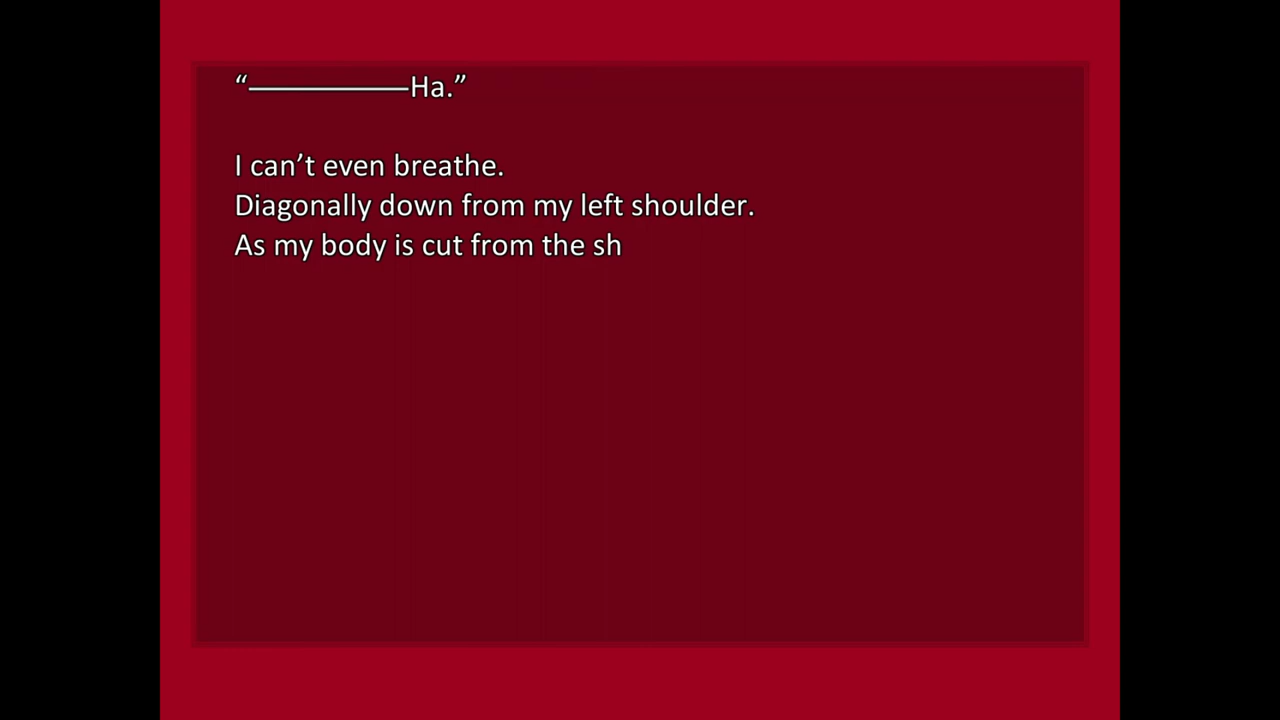 “————————Ha.”
I can’t even breathe.
Diagonally down from my left shoulder.
As my body is cut from the sh